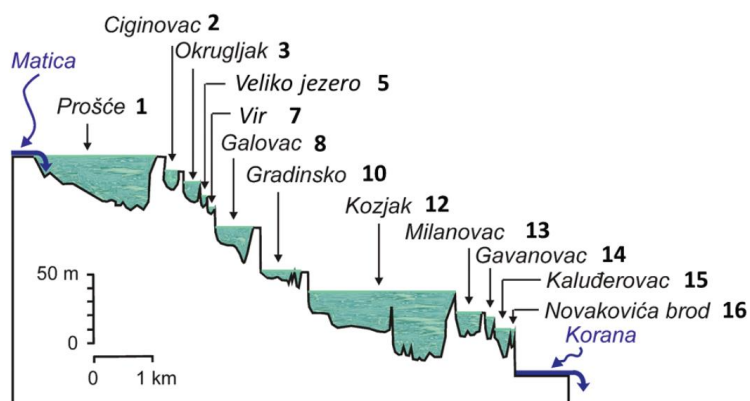 Ciginovac 2
Okrugljak 3
Matica
Veliko jezero 5
Prošće 1
Vir 7
Galovac 8
Gradinsko 10
Kozjak 12
Milanovac 13
Gavanovac 14
50 m
Kaluđerovac 15
Novakovića brod 16
Korana
0
0 1 km